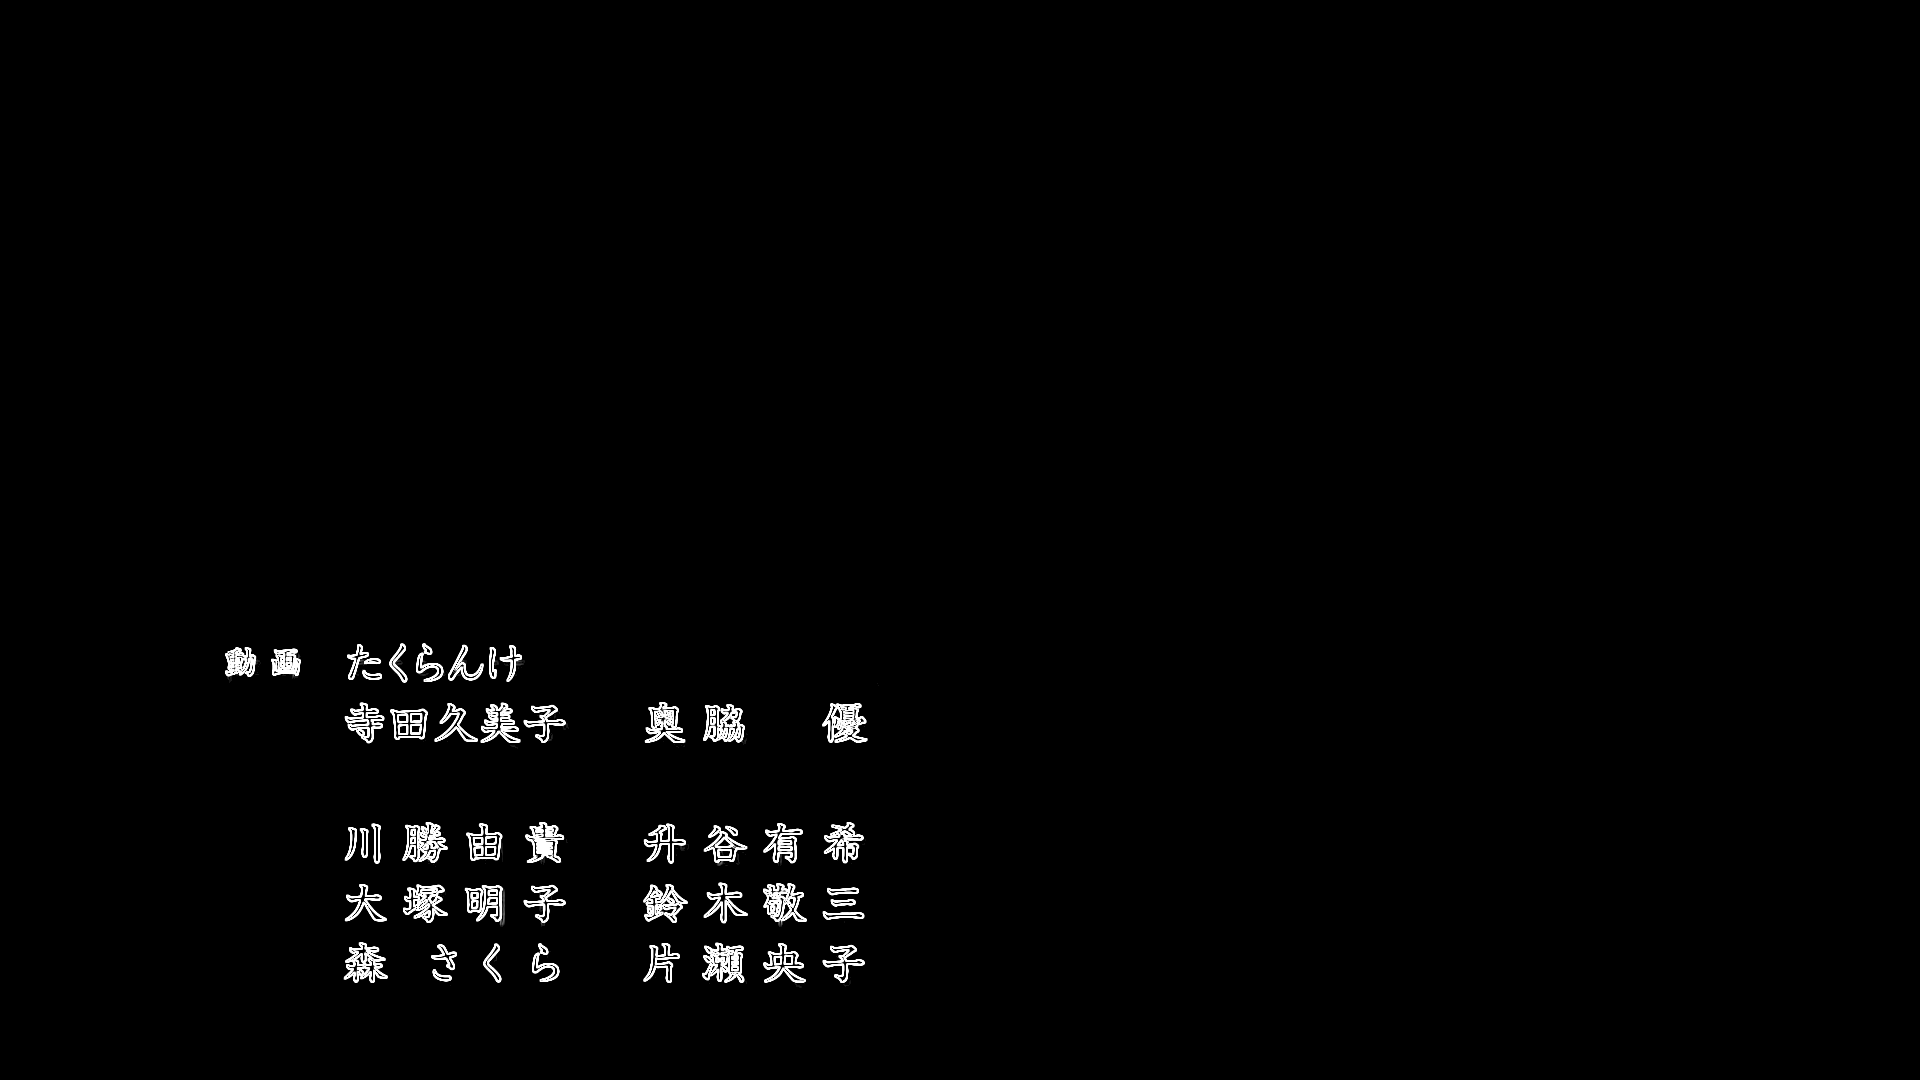 動画 たくらんけ
寺田久美子 奥脇 優
川勝由貴 升谷有希
大塚明子 鈴木敬三
森 さくら 片瀬央子